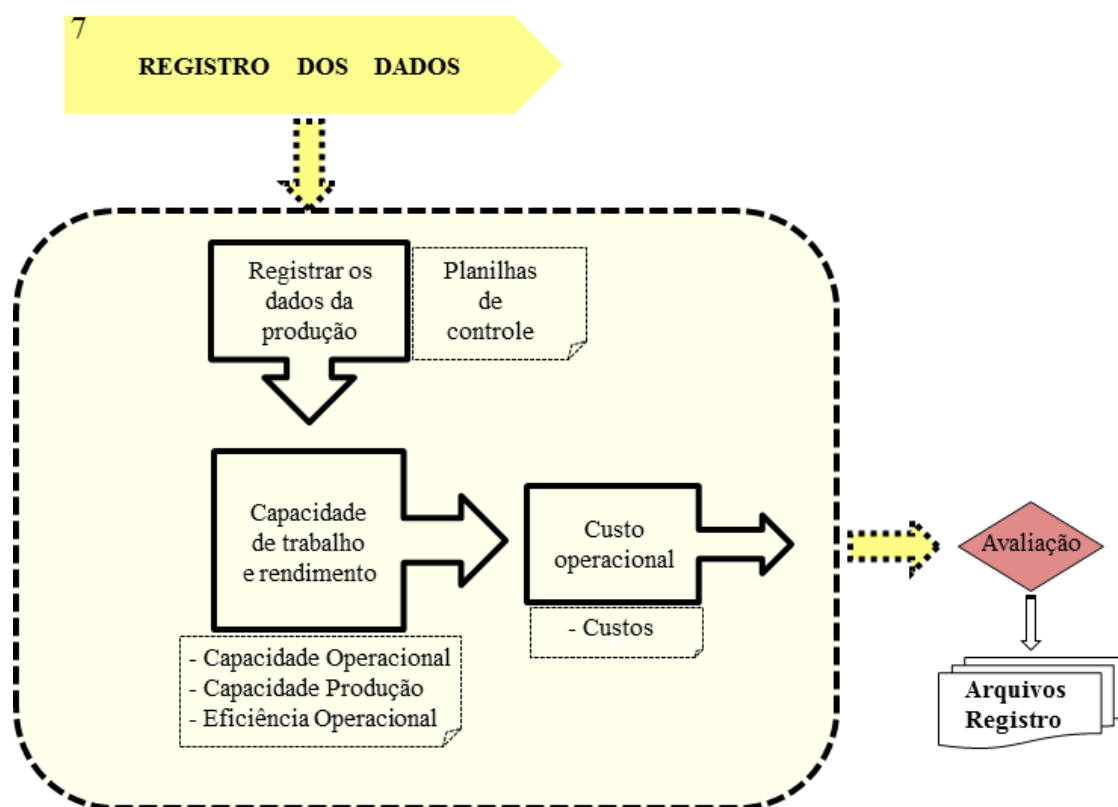 7
REGISTRO DOS DADOS
Registrar os
dados da
produção
Planilhas
de
controle
Capacidade
de trabalho
e rendimento
- Capacidade Operacional
- Capacidade Produção
- Eficiência Operacional
Custo
operacional
- Custos
Avaliação
Arquivos
Registro